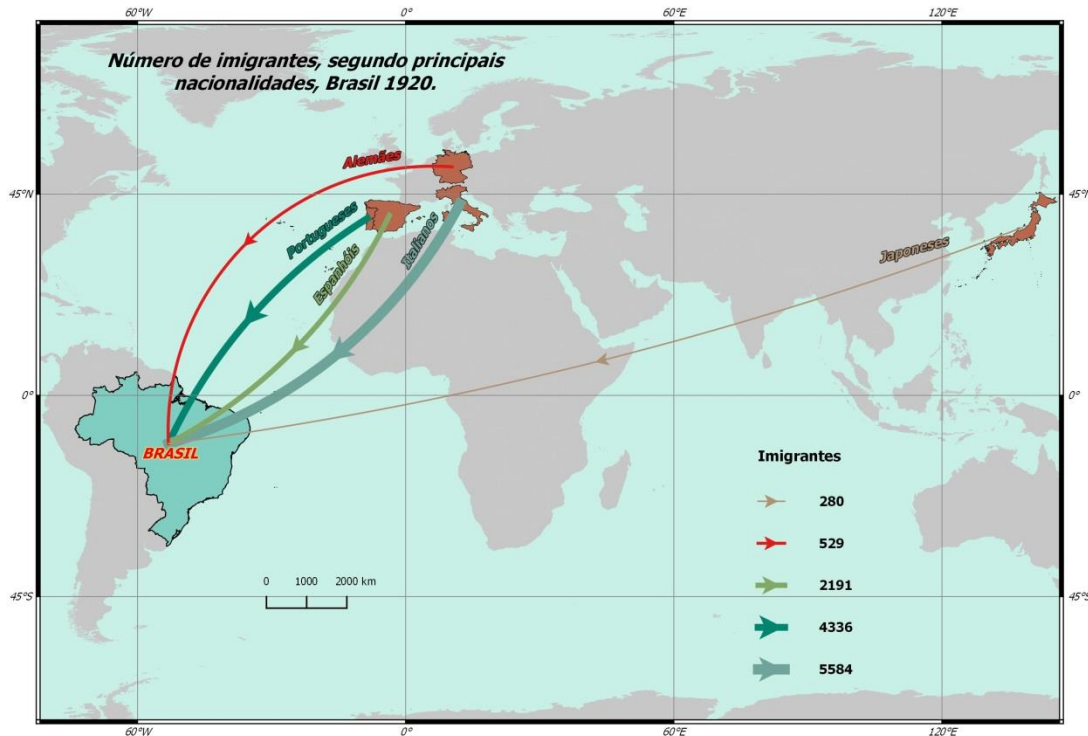 60°W 0° 60°E 120°E
Número de imigrantes, segundo principais
nacionalidades, Brasil 1920.
Alemães
45°N 45°N
Portugueses
Italianos
Espanhóis
Japoneses
0° 0°
BRASIL
Imigrantes
280
529
0 1000 2000 km
2191
45°S 45°S
4336
5584
60°W 0° 60°E 120°E